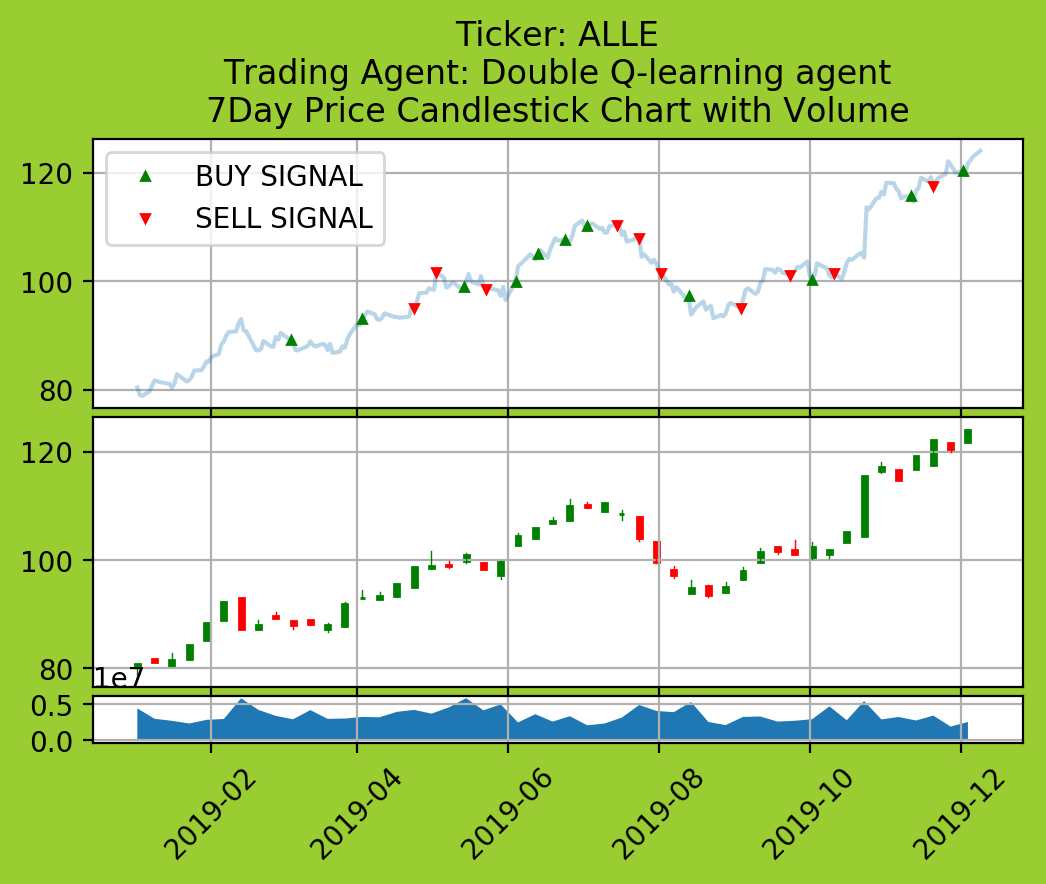 Ticker: ALLE
Trading Agent: Double Q-learning agent
7Day Price Candlestick Chart with Volume
BUY SIGNAL
SELL SIGNAL
120
100
80
120
100
80
1e7
0.5
0.0
2019-02
2019-04
2019-06
2019-08
2019-10
2019-12